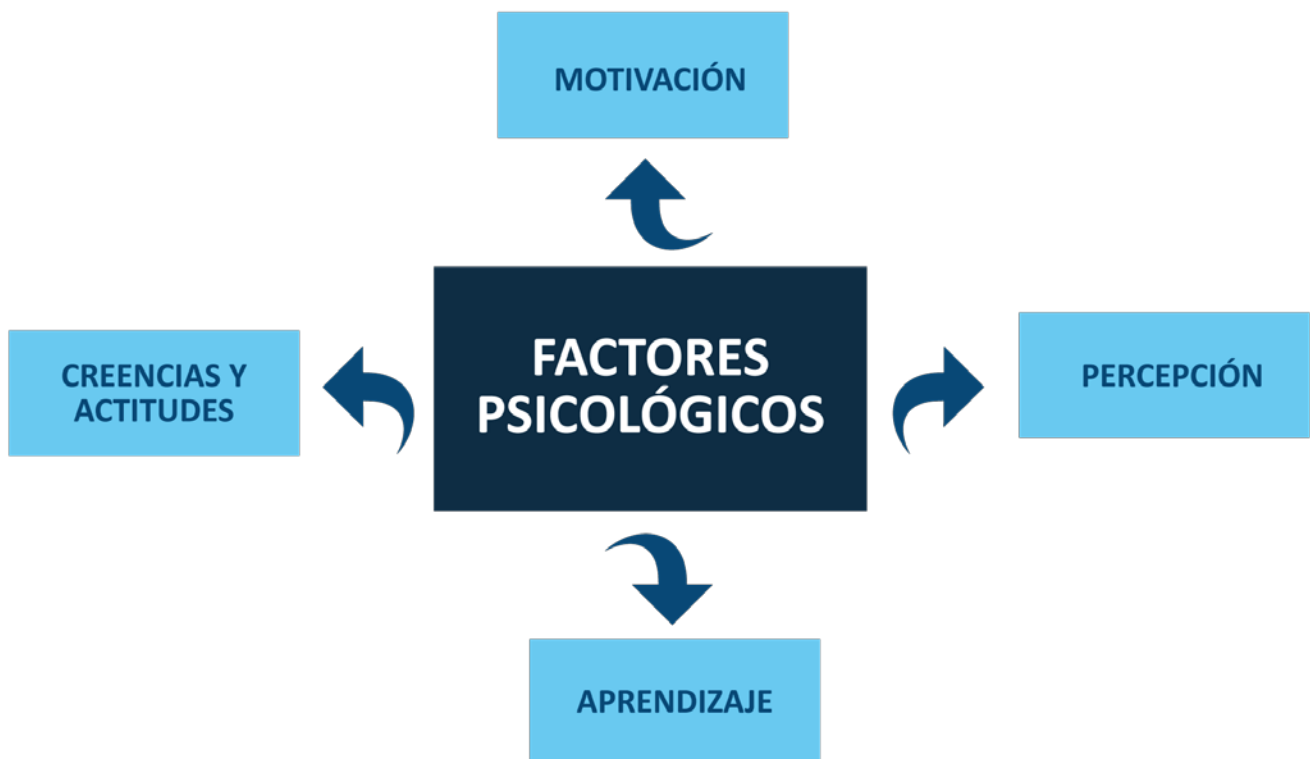 MOTIVACIÓN
FACTORES
PSICOLÓGICOS
CREENCIAS Y
ACTITUDES
PERCEPCIÓN
APRENDIZAJE